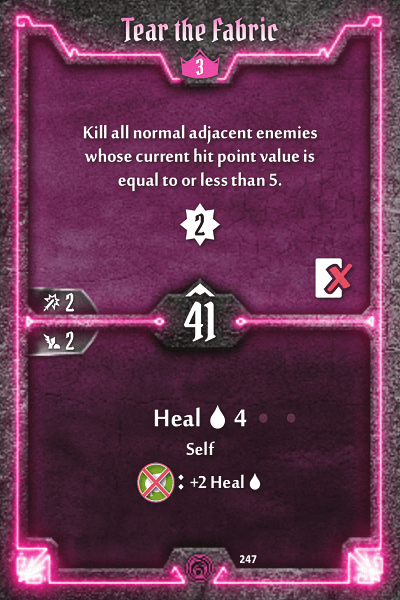 Tear the Fabric
3
Kill all normal adjacent enemies
whose current hit point value is
equal to or less than 5.
2
2
41
2
Heal 4
Self
: +2 Heal
247